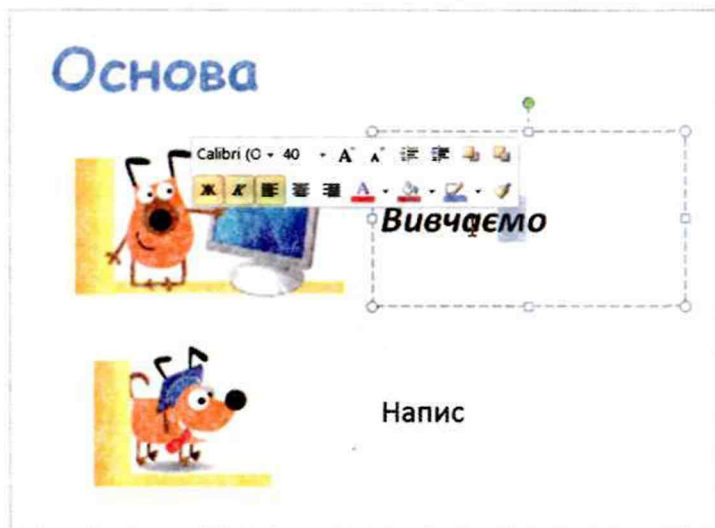 Основа
Calibri (О 40 А А
Ж К А
Вивчаємо
Напис